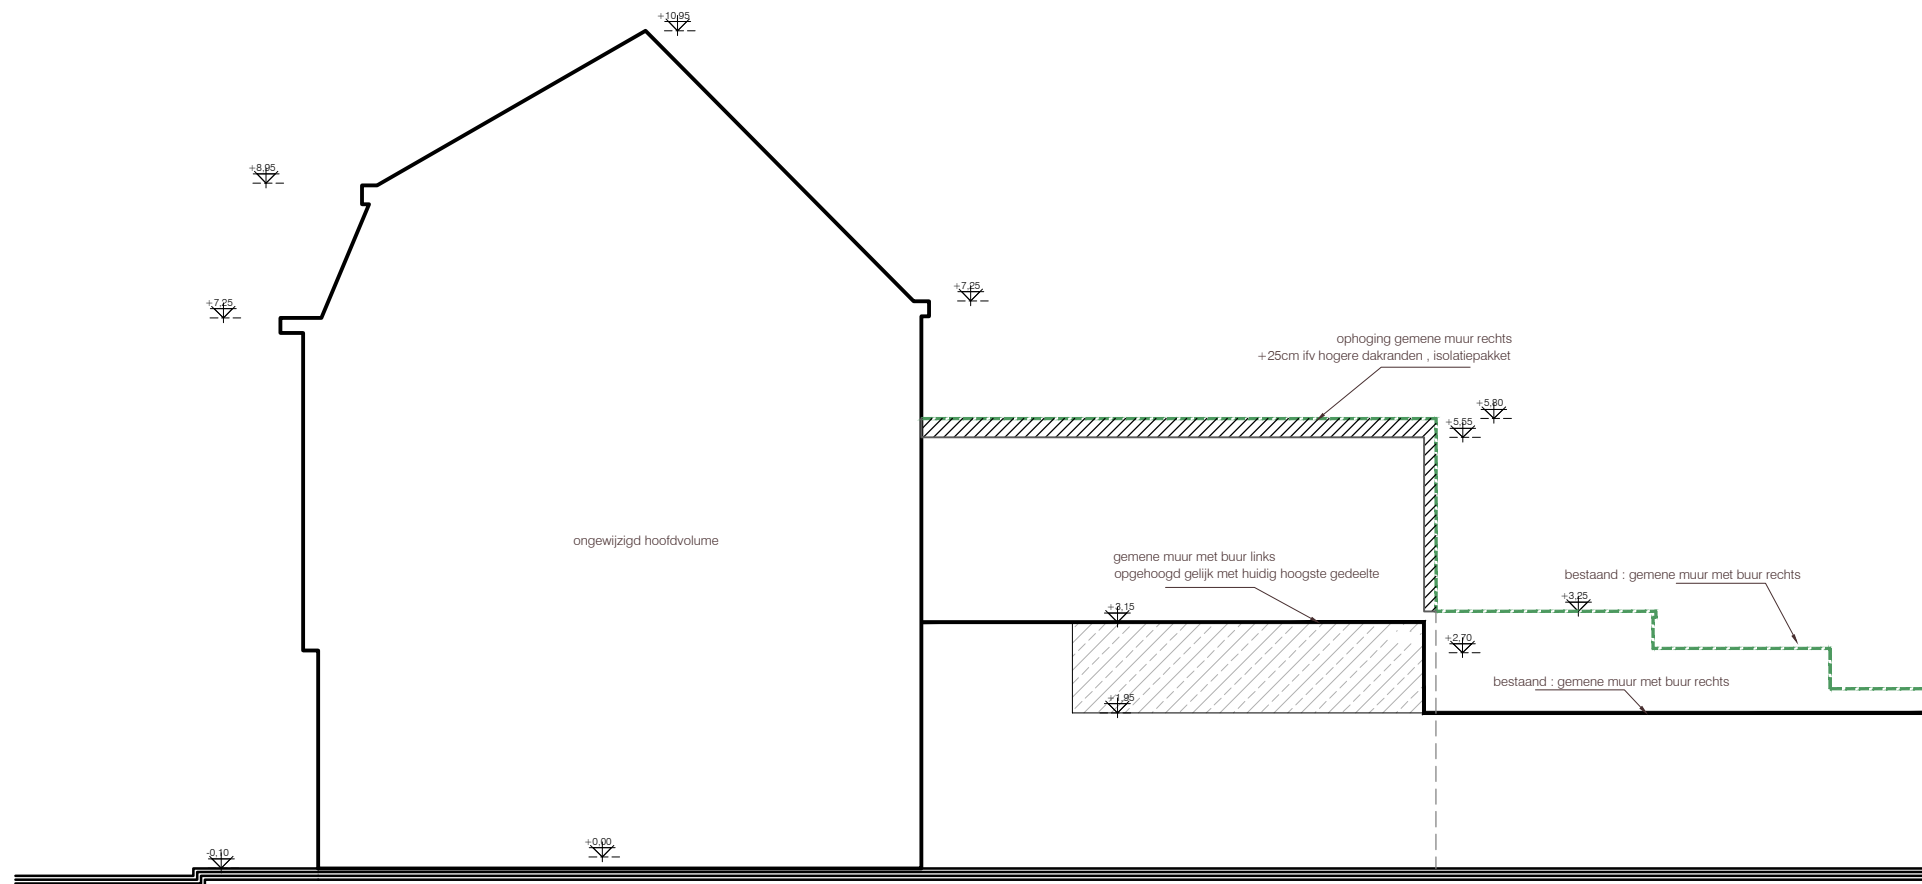 +10.95
+8.95
+7.25
+7.25
ophoging gemene muur rechts
+25cm ifv hogere dakranden , isolatiepakket
+5.80
+5.55
ongewijzigd hoofdvolume
gemene muur met buur links
opgehoogd gelijk met huidig hoogste gedeelte
bestaand : gemene muur met buur rechts
+3.15
+3.25
+2.70
bestaand : gemene muur met buur rechts
+1.95
+0.00
-0.10